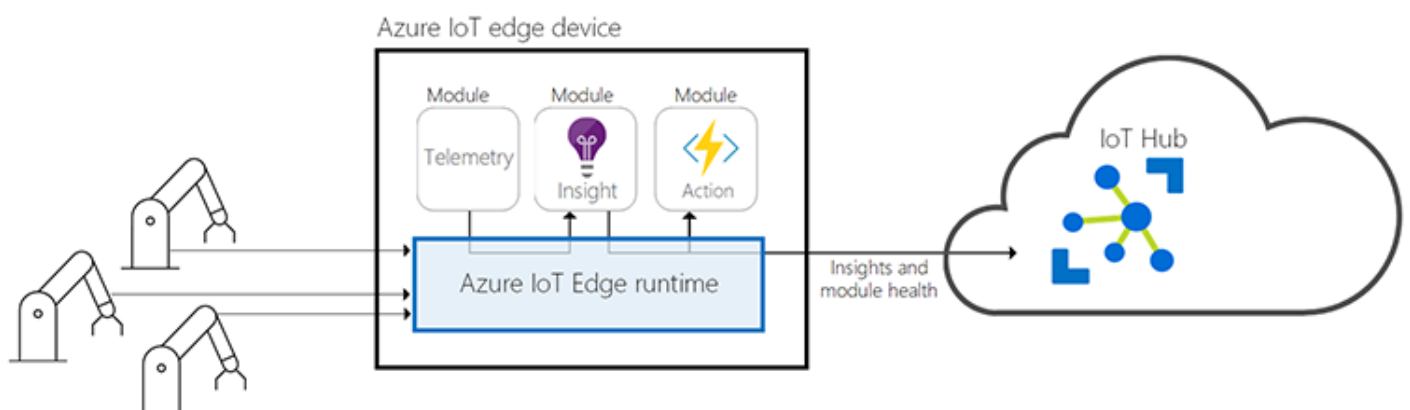 Azure IoT edge device
Module
Module
Module
Telemetry
Insight
Action
Azure IoT Edge runtime
Insights and
module health
IoT Hub